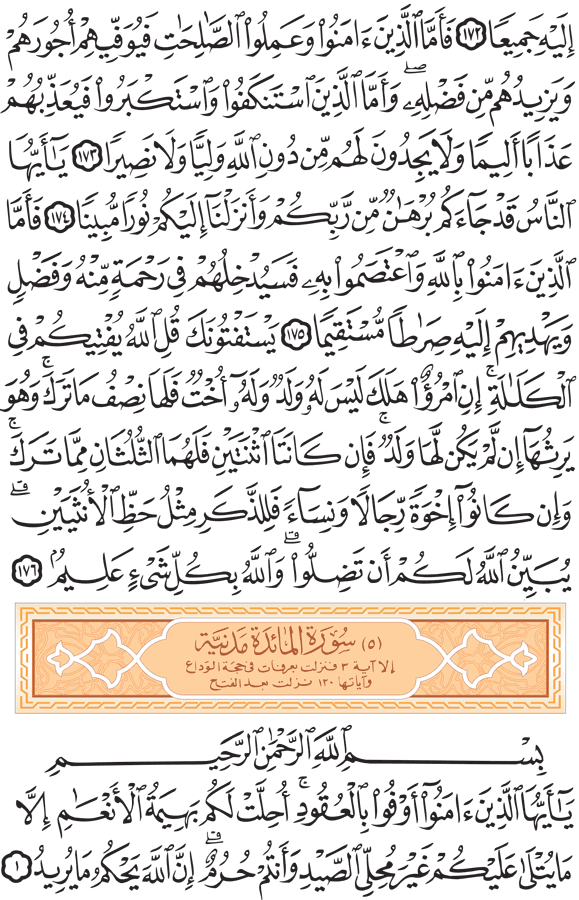 إِلَيْهِ جَمِيعًا ١٧٢ فَأَمَّا ٱلَّذِينَ ءَامَنُوا۟ وَعَمِلُوا۟ ٱلصَّـٰلِحَـٰتِ فَيُوَفِّيهِمْ أُجُورَهُمْ
وَيَزِيدُهُم مِّن فَضْلِهِۦۖ وَأَمَّا ٱلَّذِينَ ٱسْتَنكَفُوا۟ وَٱسْتَكْبَرُوا۟ فَيُعَذِّبُهُمْ
عَذَابًا أَلِيمًا وَلَا يَجِدُونَ لَهُم مِّن دُونِ ٱللَّهِ وَلِيًّا وَلَا نَصِيرًا ١٧٣ يَـٰٓأَيُّهَا
ٱلنَّاسُ قَدْ جَآءَكُم بُرْهَـٰنٌ مِّن رَّبِّكُمْ وَأَنزَلْنَآ إِلَيْكُمْ نُورًا مُّبِينًا ١٧٤ فَأَمَّا
ٱلَّذِينَ ءَامَنُوا۟ بِٱللَّهِ وَٱعْتَصَمُوا۟ بِهِۦ فَسَيُدْخِلُهُمْ فِى رَحْمَةٍ مِّنْهُ وَفَضْلٍ
وَيَهْدِيهِمْ إِلَيْهِ صِرَٰطًا مُّسْتَقِيمًا ١٧٥ يَسْتَفْتُونَكَ قُلِ ٱللَّهُ يُفْتِيكُمْ فِى
ٱلْكَلَـٰلَةِۚ إِنِ ٱمْرُؤٌا۟ هَلَكَ لَيْسَ لَهُۥ وَلَدٌ وَلَهُۥٓ أُخْتٌ فَلَهَا نِصْفُ مَا تَرَكَۚ وَهُوَ
يَرِثُهَآ إِن لَّمْ يَكُن لَّهَا وَلَدٌۚ فَإِن كَانَتَا ٱثْنَتَيْنِ فَلَهُمَا ٱلثُّلُثَانِ مِمَّا تَرَكَۚ
وَإِن كَانُوٓا۟ إِخْوَةً رِّجَالًا وَنِسَآءً فَلِلذَّكَرِ مِثْلُ حَظِّ ٱلْأُنثَيَيْنِۗ
يُبَيِّنُ ٱللَّهُ لَكُمْ أَن تَضِلُّوا۟ۗ وَٱللَّهُ بِكُلِّ شَىْءٍ عَلِيمٌۢ ١٧٦
(٥) سُورَة المَائدَة مَدَنيَّة
إلا آية ٣ فنزلت بعرفات في حجة الوداع
وآياتها ١٢٠ نزلت بعد الفتح
بِسْمِ ٱللَّهِ ٱلرَّحْمَـٰنِ ٱلرَّحِيمِ
يَـٰٓأَيُّهَا ٱلَّذِينَ ءَامَنُوٓا۟ أَوْفُوا۟ بِٱلْعُقُودِۚ أُحِلَّتْ لَكُم بَهِيمَةُ ٱلْأَنْعَـٰمِ إِلَّا
مَا يُتْلَىٰ عَلَيْكُمْ غَيْرَ مُحِلِّى ٱلصَّيْدِ وَأَنتُمْ حُرُمٌۗ إِنَّ ٱللَّهَ يَحْكُمُ مَا يُرِيدُ ١